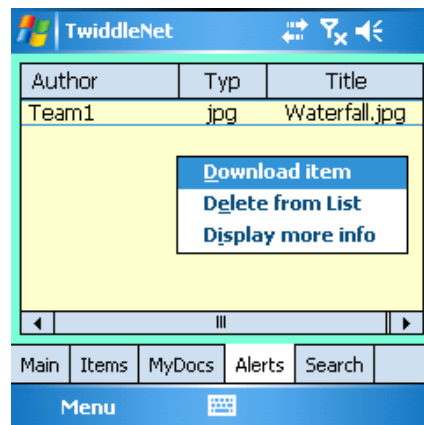 TwiddleNet
Author Typ Title
Team1 jpg Waterfall.jpg
Download item
Delete from List
Display more info
Main Items MyDocs Alerts Search
Menu